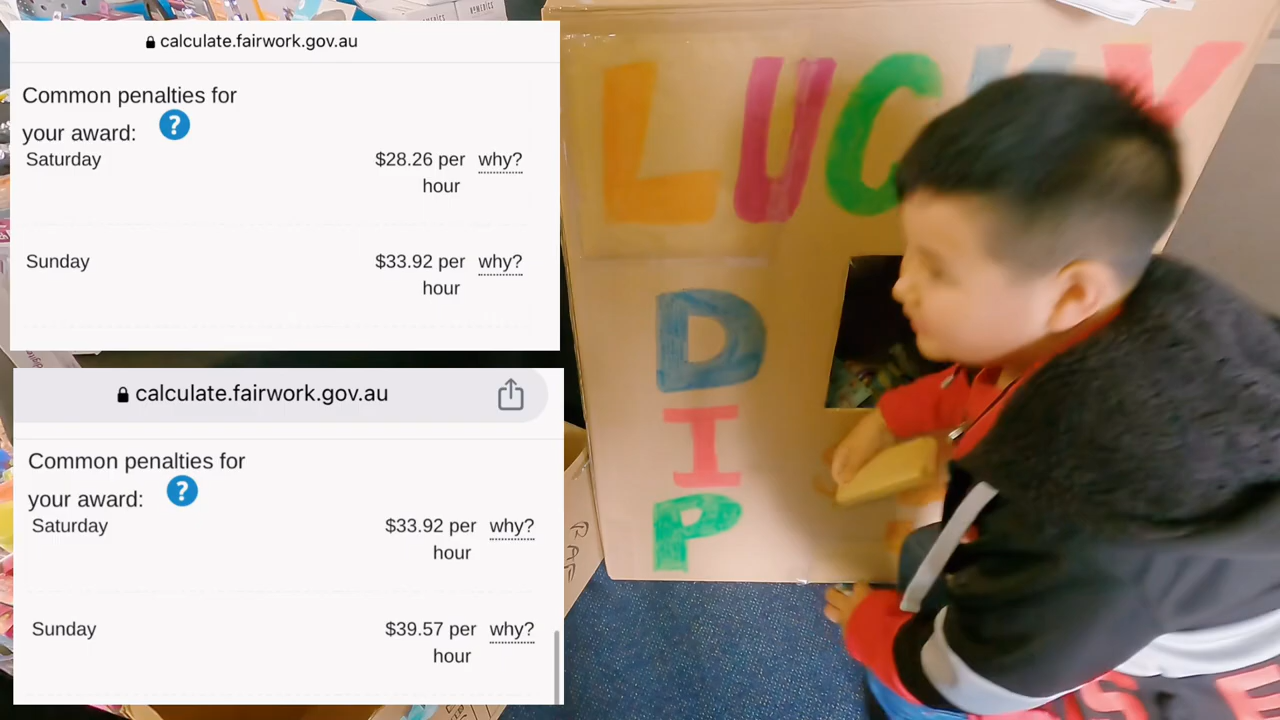 calculate.fairwork.gov.au
Common penalties for
your award: ?
Saturday $28.26 per why?
hour
Sunday $33.92 per why?
hour
calculate.fairwork.gov.au
Common penalties for
your award: ?
Saturday $33.92 per why?
hour
Sunday $39.57 per why?
hour
LUCKY
DIP